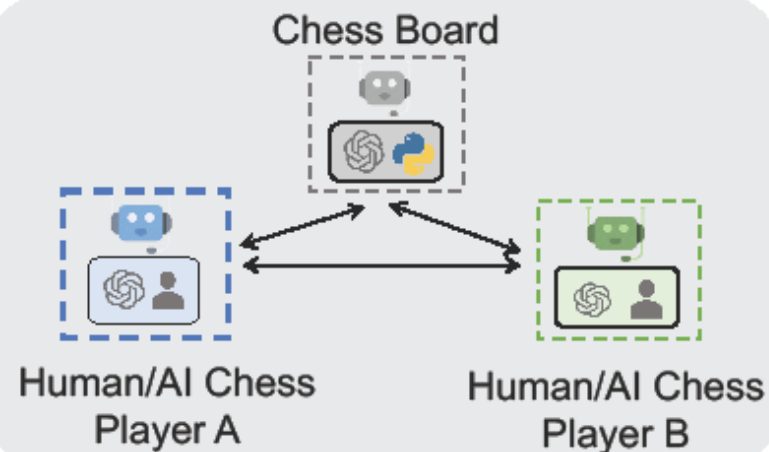 Chess Board
Human/AI Chess
Player A
Human/AI Chess
Player B